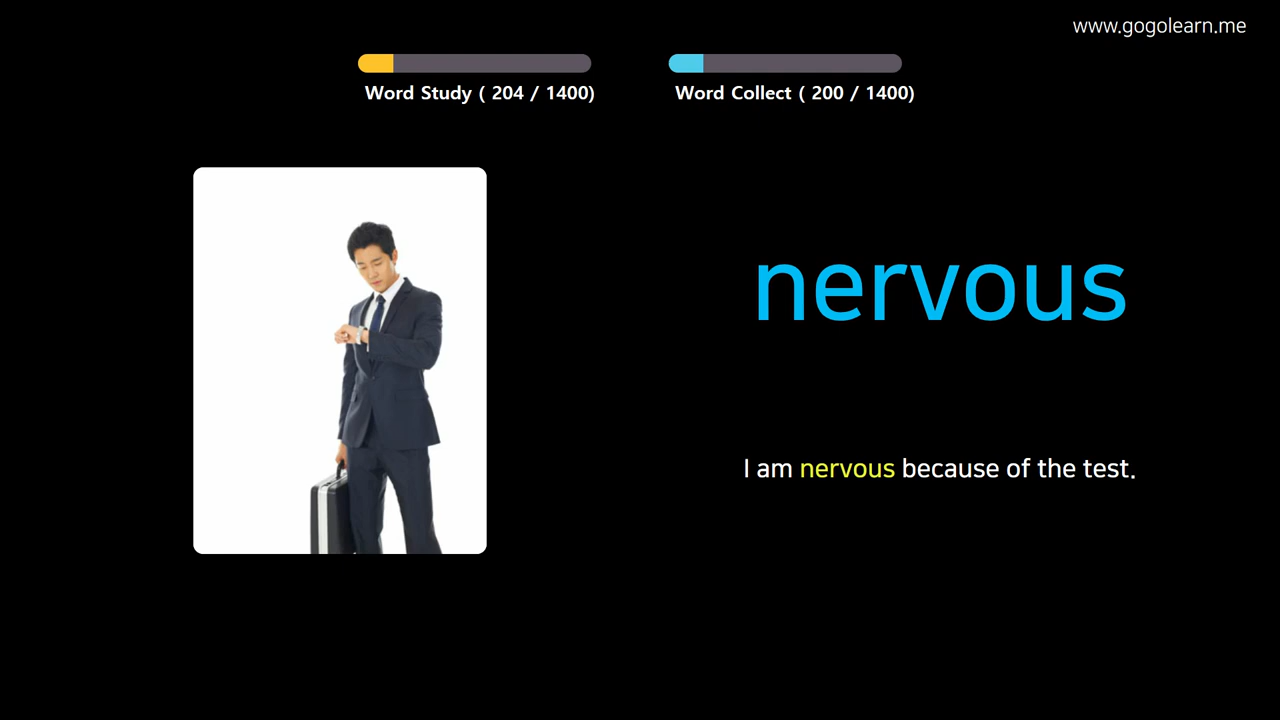 www.gogolearn.me
Word Study ( 204 / 1400)
Word Collect ( 200 / 1400)
nervous
I am nervous because of the test.